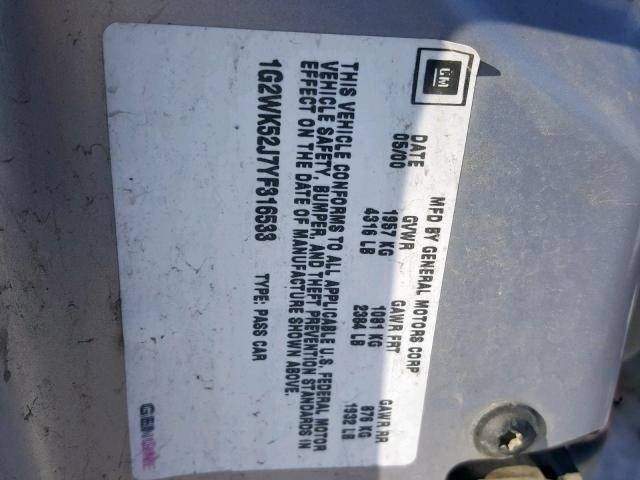 GM
MFD BY GENERAL MOTORS CORP
DATE GVWR GAWR FRT GAWR RR
05/00 1957 KG 1081 KG 876 KG
4316 LB 2384 LB 1932 LB
THIS VEHICLE CONFORMS TO ALL APPLICABLE U.S. FEDERAL MOTOR
VEHICLE SAFETY, BUMPER, AND THEFT PREVENTION STANDARDS IN
EFFECT ON THE DATE OF MANUFACTURE SHOWN ABOVE.
1G2WK52J7YF316533 TYPE: PASS CAR
GENUINE